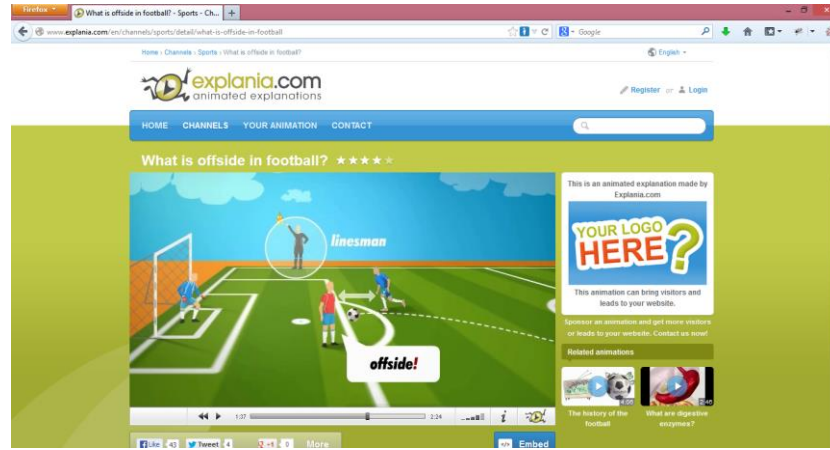 Firefox
What is offside in football? - Sports - Ch...
www.explania.com/en/channels/sports/detail/what-is-offside-in-football
Google
Home › Channels › Sports › What is offside in football?
English
explania.com
animated explanations
Register or Login
HOME CHANNELS YOUR ANIMATION CONTACT
What is offside in football?
linesman
offside!
1:37
2:24
i
Like 43
Tweet 4
+1 0
More
Embed
This is an animated explanation made by
Explania.com
YOUR LOGO
HERE?
This animation can bring visitors and
leads to your website.
Sponsor an animation and get more visitors
or leads to your website. Contact us now!
Related animations
4:06
2:46
The history of the
football
What are digestive
enzymes?